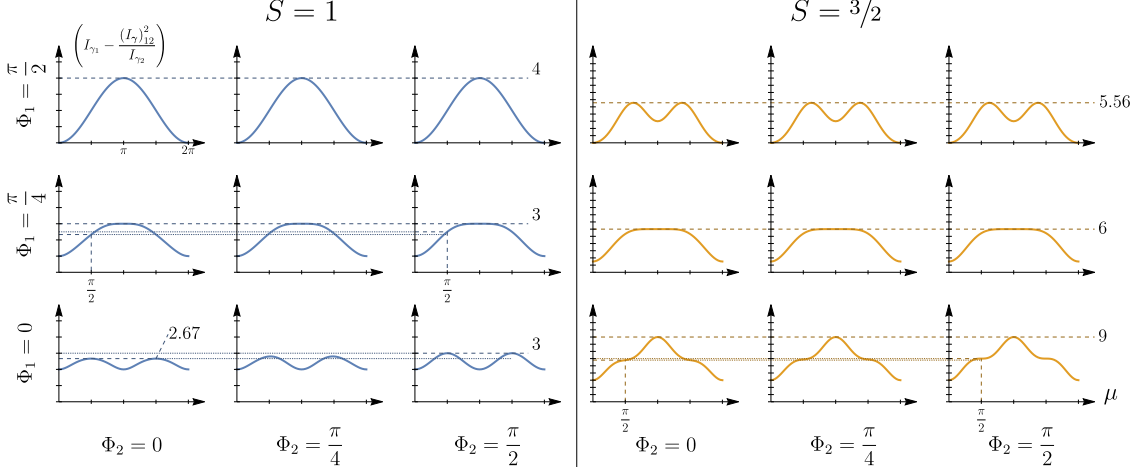 S = 1
S = 3/2
(I_{γ_1} − (I_γ)^2_{12} / I_{γ_2})
Φ_1 = π/2
4
π
2π
5.56
Φ_1 = π/4
3
π/2
π/2
6
Φ_1 = 0
2.67
3
9
π/2
π/2
μ
Φ_2 = 0
Φ_2 = π/4
Φ_2 = π/2
Φ_2 = 0
Φ_2 = π/4
Φ_2 = π/2